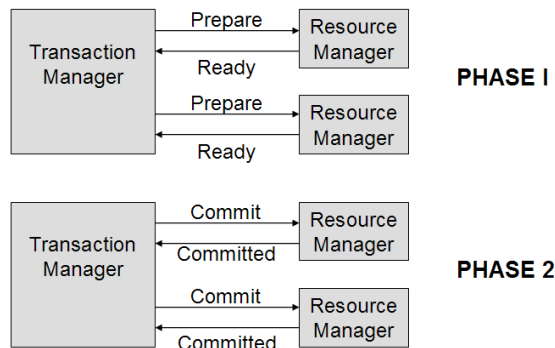 Prepare
Transaction
Manager
Resource
Manager
Ready
PHASE I
Prepare
Resource
Manager
Ready
Commit
Transaction
Manager
Resource
Manager
Committed
PHASE 2
Commit
Resource
Manager
Committed